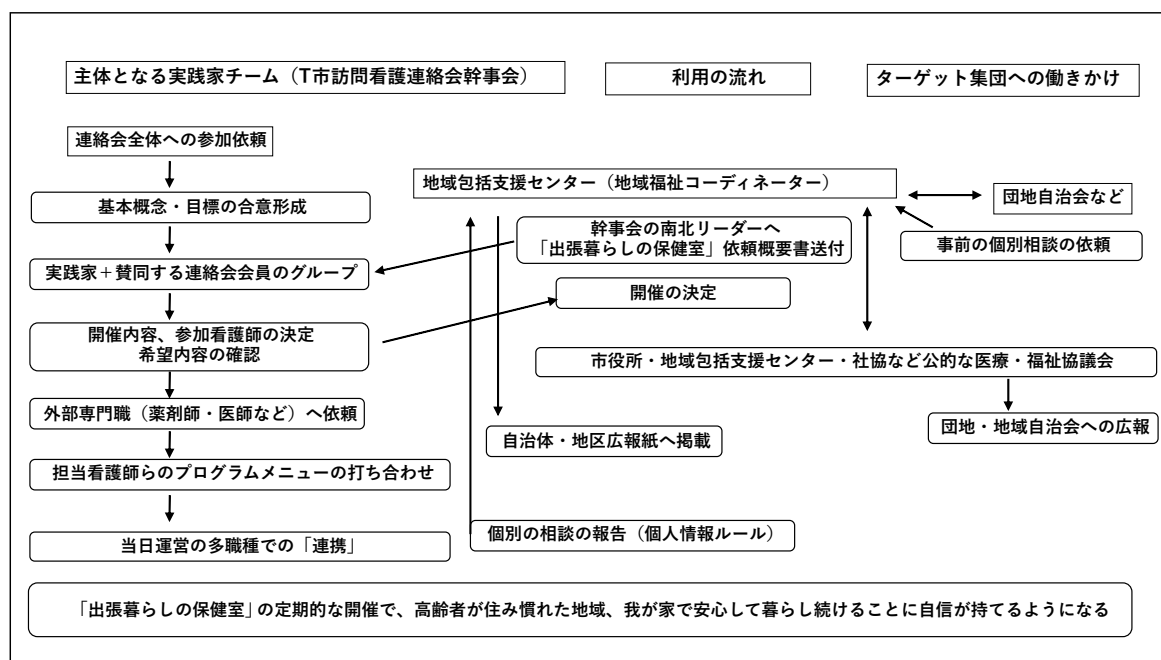 主体となる実践家チーム（T市訪問看護連絡会幹事会）
利用の流れ
ターゲット集団への働きかけ
連絡会全体への参加依頼
基本概念・目標の合意形成
実践家＋賛同する連絡会会員のグループ
開催内容、参加看護師の決定
希望内容の確認
外部専門職（薬剤師・医師など）へ依頼
担当看護師らのプログラムメニューの打ち合わせ
当日運営の多職種での「連携」
地域包括支援センター（地域福祉コーディネーター）
幹事会の南北リーダーへ
「出張暮らしの保健室」依頼概要書送付
開催の決定
自治体・地区広報紙へ掲載
個別の相談の報告（個人情報ルール）
団地自治会など
事前の個別相談の依頼
市役所・地域包括支援センター・社協など公的な医療・福祉協議会
団地・地域自治会への広報
「出張暮らしの保健室」の定期的な開催で、高齢者が住み慣れた地域、我が家で安心して暮らし続けることに自信が持てるようになる